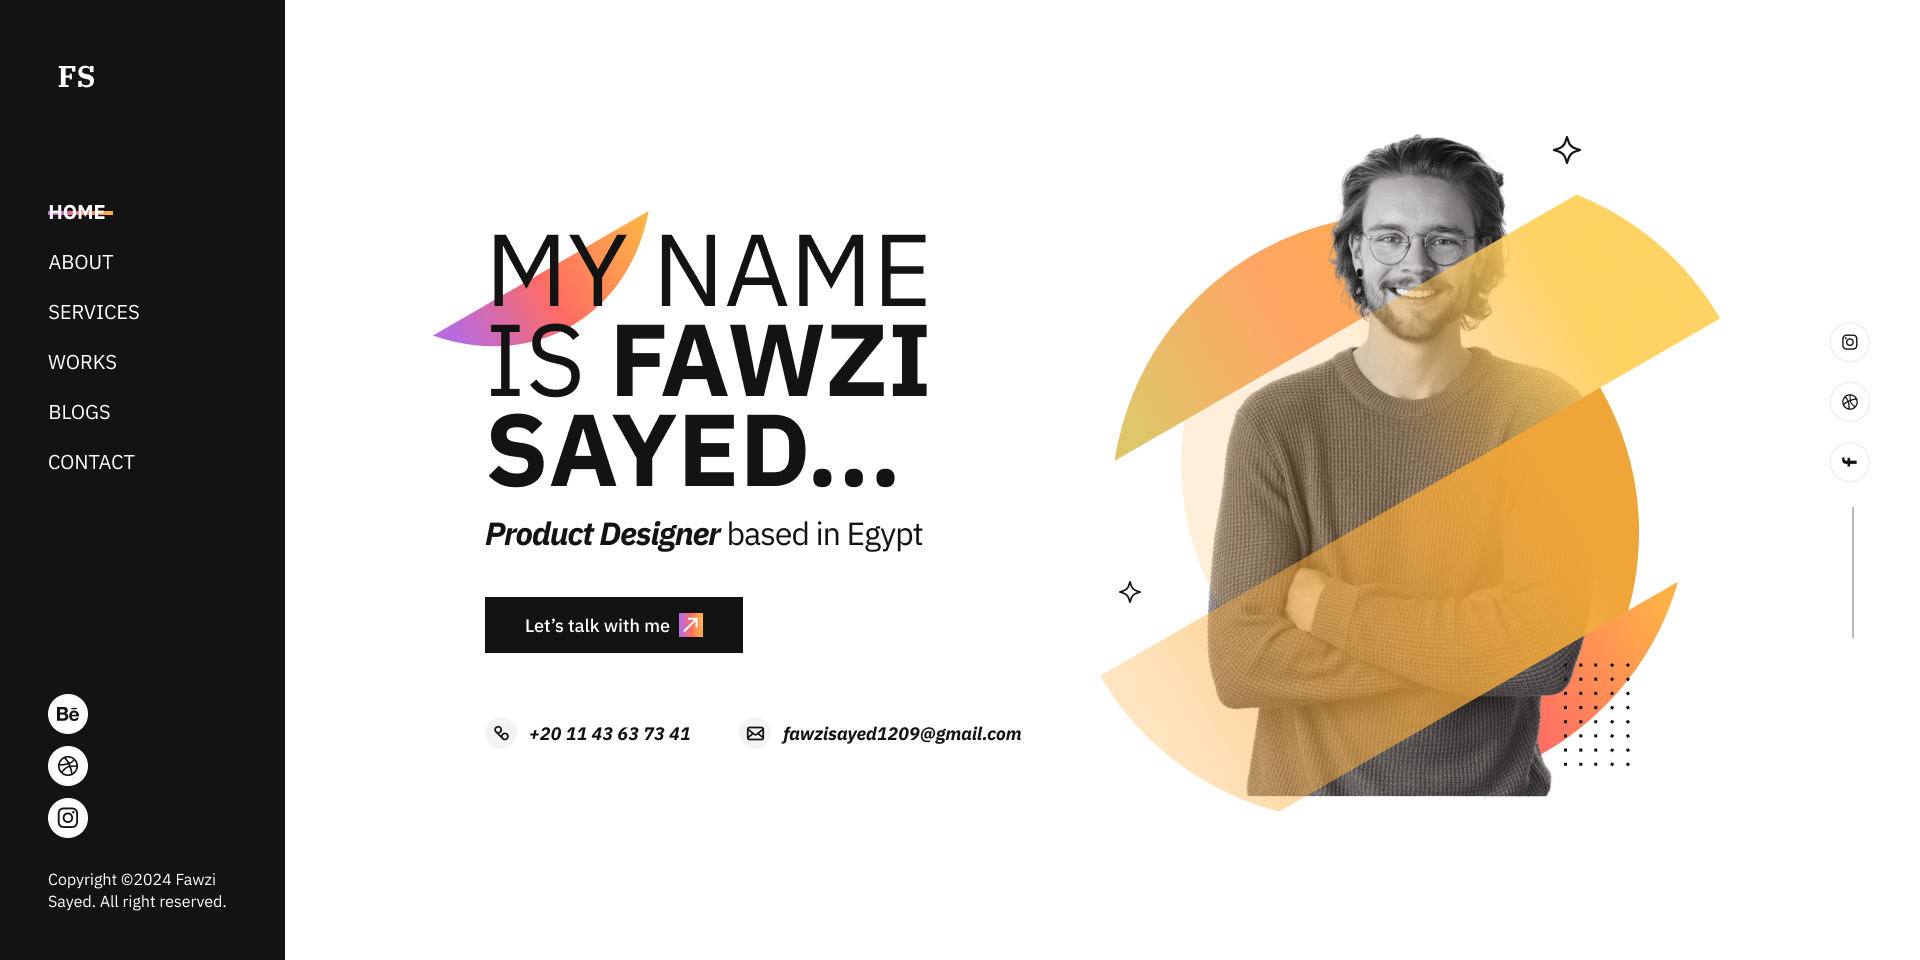 FS
HOME
ABOUT
SERVICES
WORKS
BLOGS
CONTACT
Bē
Copyright ©2024 Fawzi
Sayed. All right reserved.
MY NAME
IS FAWZI
SAYED...
Product Designer based in Egypt
Let’s talk with me
+20 11 43 63 73 41
fawzisayed1209@gmail.com